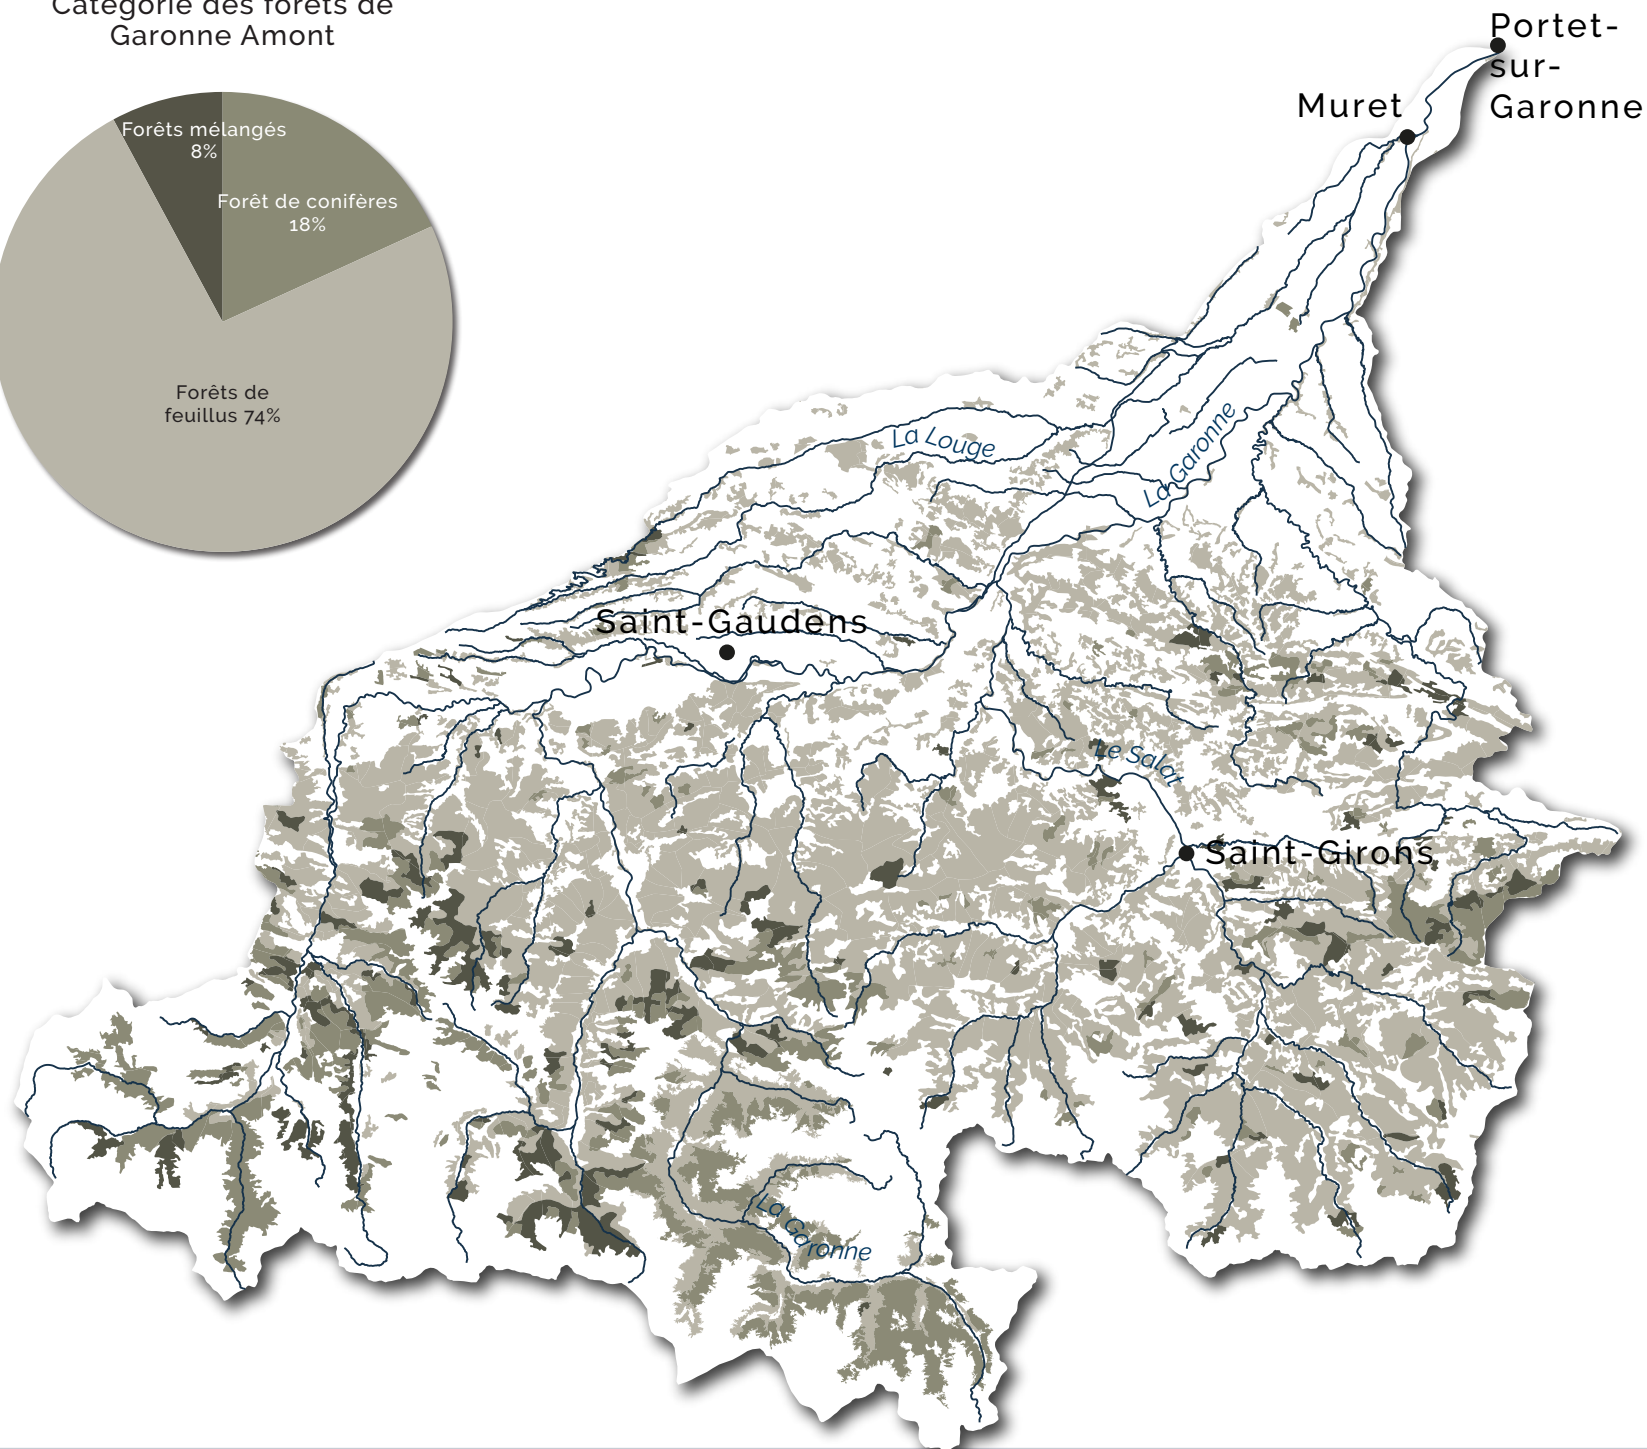 Catégorie des forêts de
Garonne Amont
Forêts mélangés
8%
Forêt de conifères
18%
Forêts de
feuillus 74%
Portet-
sur-
Garonne
Muret
La Louge
La Garonne
Saint-Gaudens
Le Salat
Saint-Girons
La Garonne